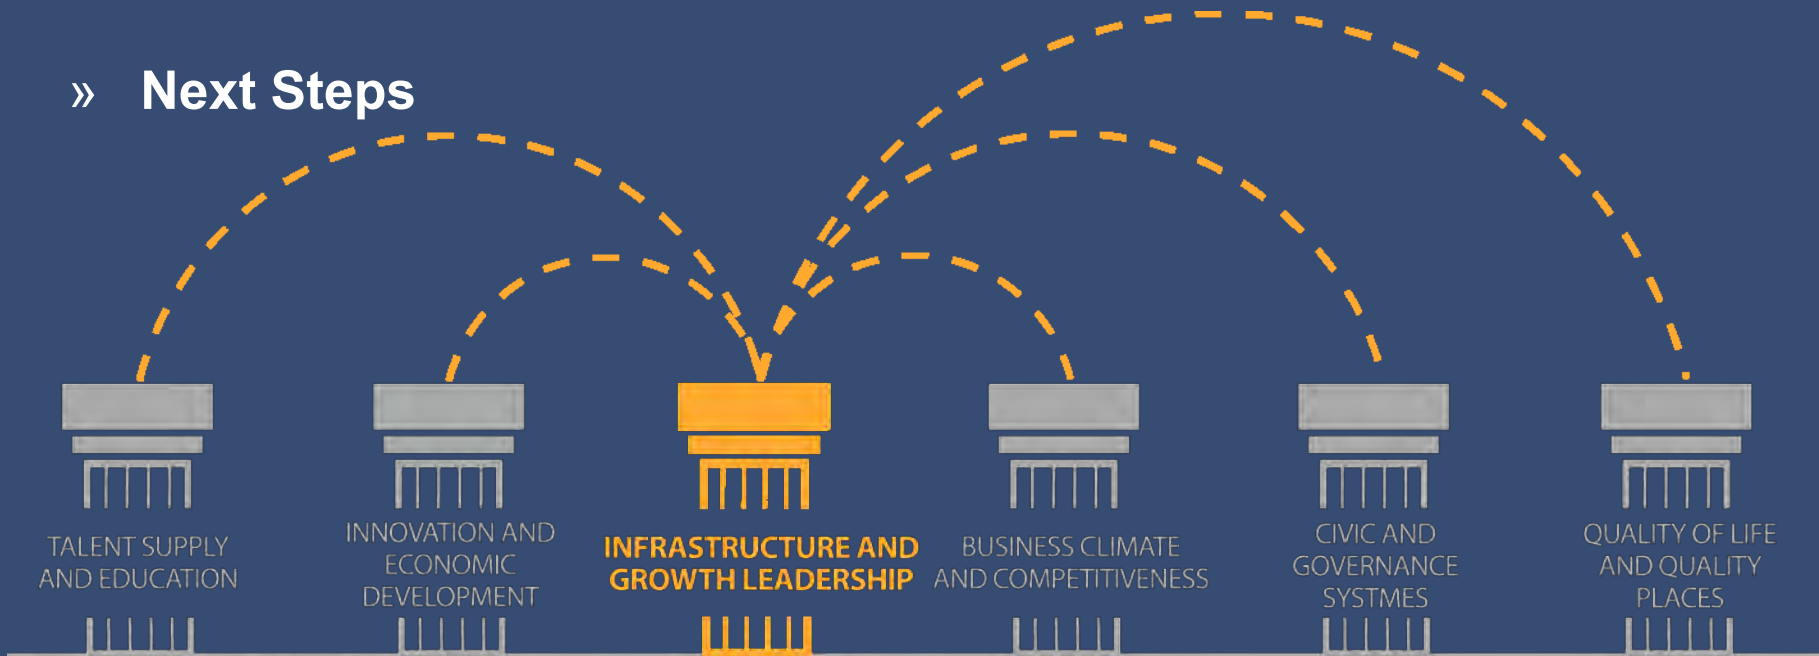 » Next Steps
TALENT SUPPLY
AND EDUCATION
INNOVATION AND
ECONOMIC
DEVELOPMENT
INFRASTRUCTURE AND
GROWTH LEADERSHIP
BUSINESS CLIMATE
AND COMPETITIVENESS
CIVIC AND
GOVERNANCE
SYSTMES
QUALITY OF LIFE
AND QUALITY
PLACES